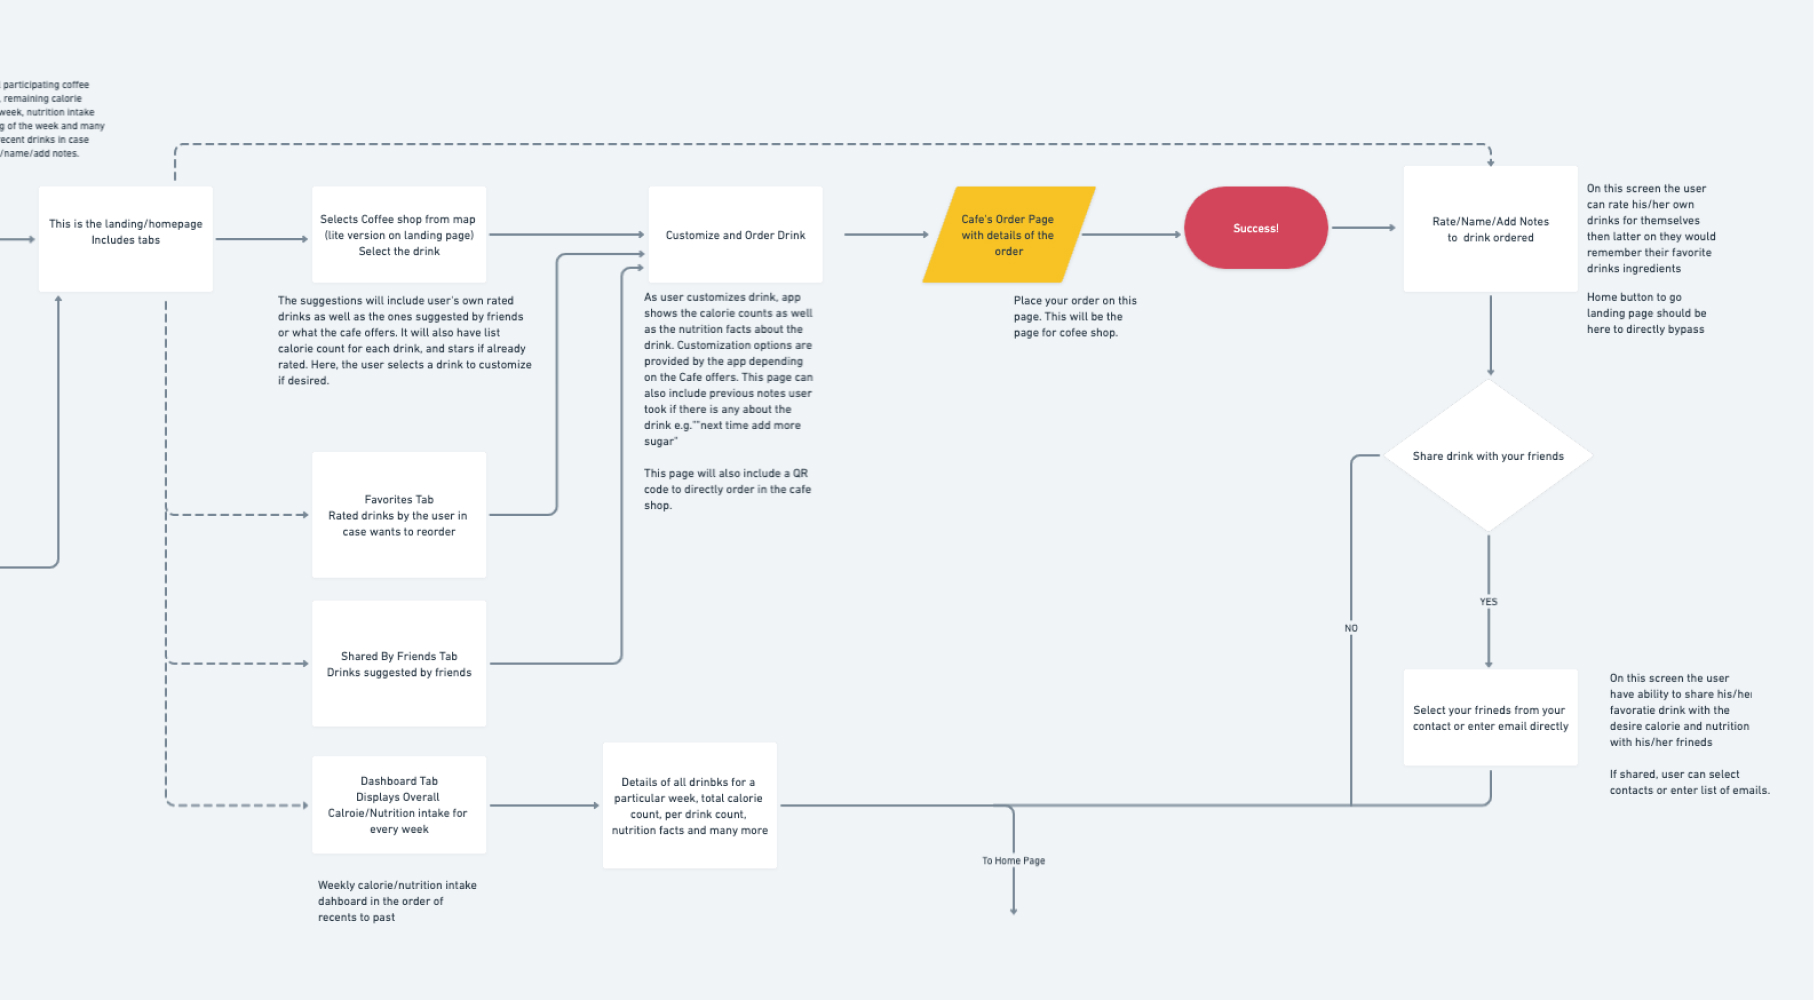 participating coffee
, remaining calorie
week, nutrition intake
g of the week and many
recent drinks in case
/name/add notes.
This is the landing/homepage
Includes tabs
Selects Coffee shop from map
(lite version on landing page)
Select the drink
The suggestions will include user's own rated
drinks as well as the ones suggested by friends
or what the cafe offers. It will also have list
calorie count for each drink, and stars if already
rated. Here, the user selects a drink to customize
if desired.
Customize and Order Drink
As user customizes drink, app
shows the calorie counts as well
as the nutrition facts about the
drink. Customization options are
provided by the app depending
on the Cafe offers. This page can
also include previous notes user
took if there is any about the
drink e.g.""next time add more
sugar"
This page will also include a QR
code to directly order in the cafe
shop.
Cafe's Order Page
with details of the
order
Place your order on this
page. This will be the
page for cofee shop.
Success!
Rate/Name/Add Notes
to drink ordered
On this screen the user
can rate his/her own
drinks for themselves
then latter on they would
remember their favorite
drinks ingredients
Home button to go
landing page should be
here to directly bypass
Favorites Tab
Rated drinks by the user in
case wants to reorder
Share drink with your friends
YES
NO
Shared By Friends Tab
Drinks suggested by friends
Select your frineds from your
contact or enter email directly
On this screen the user
have ability to share his/her
favoratie drink with the
desire calorie and nutrition
with his/her frineds
If shared, user can select
contacts or enter list of emails.
Dashboard Tab
Displays Overall
Calroie/Nutrition intake for
every week
Details of all drinbks for a
particular week, total calorie
count, per drink count,
nutrition facts and many more
To Home Page
Weekly calorie/nutrition intake
dahboard in the order of
recents to past